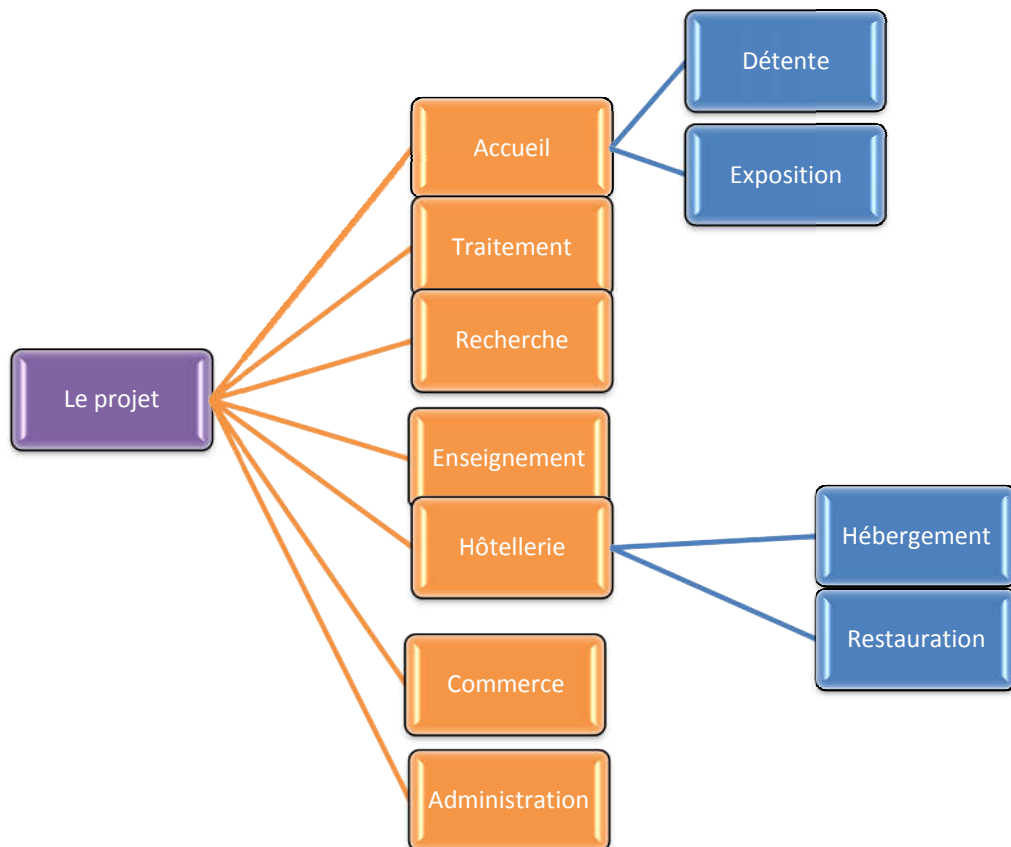 Le projet
Accueil
Détente
Exposition
Traitement
Recherche
Enseignement
Hôtellerie
Hébergement
Restauration
Commerce
Administration